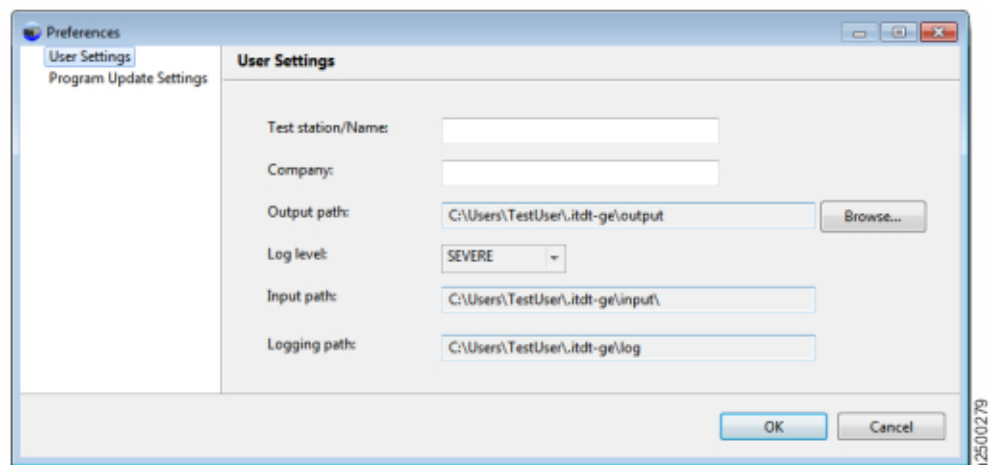 Preferences
User Settings
Program Update Settings
User Settings
Test station/Name:
Company:
Output path:
C:\Users\TestUser\.itdt-ge\output
Browse...
Log level:
SEVERE
Input path:
C:\Users\TestUser\.itdt-ge\input\
Logging path:
C:\Users\TestUser\.itdt-ge\log
OK
Cancel
a2500279